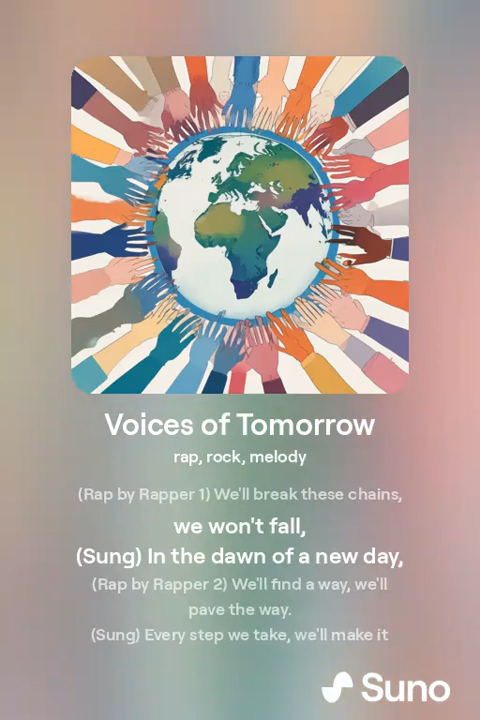 Voices of Tomorrow
rap, rock, melody
(Rap by Rapper 1) We'll break these chains,
we won't fall,
(Sung) In the dawn of a new day,
(Rap by Rapper 2) We'll find a way, we'll
pave the way.
(Sung) Every step we take, we'll make it
Suno